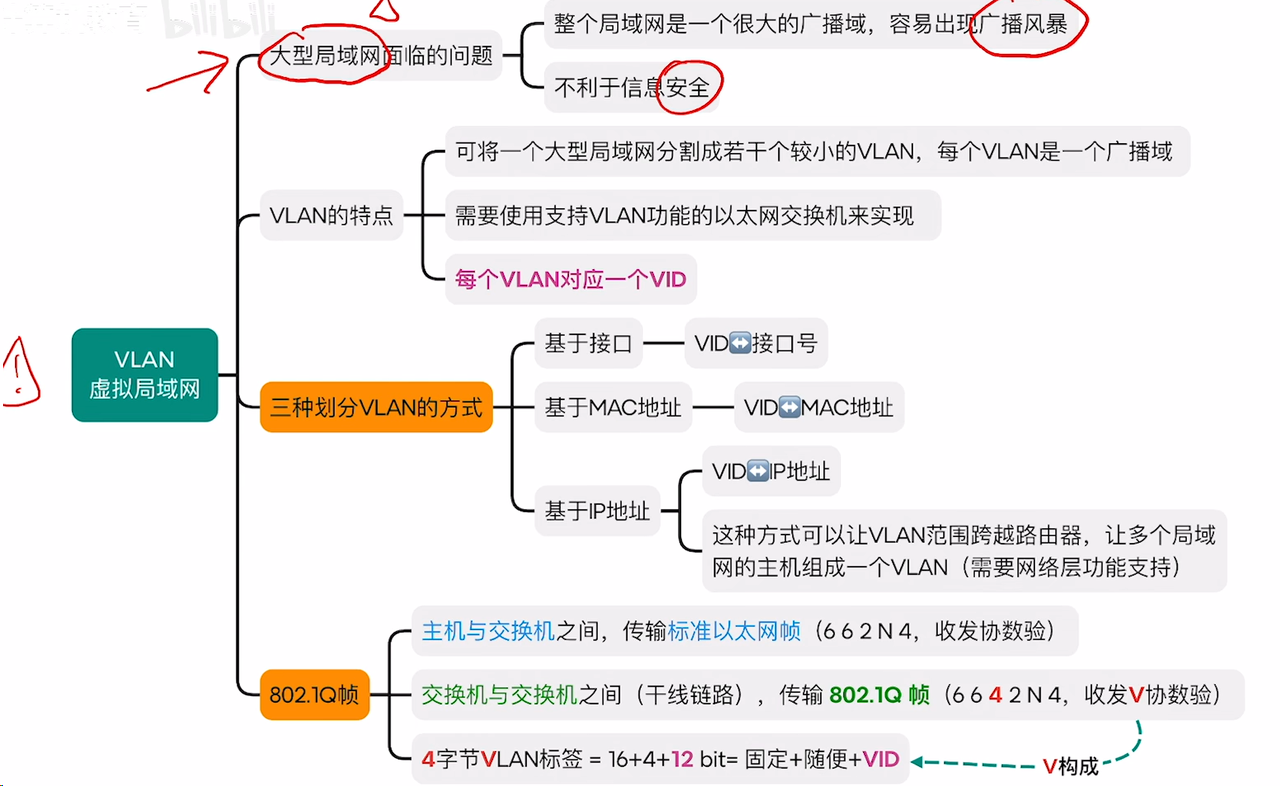 bilibili
大型局域网面临的问题
整个局域网是一个很大的广播域，容易出现广播风暴
不利于信息安全
VLAN的特点
可将一个大型局域网分割成若干个较小的VLAN，每个VLAN是一个广播域
需要使用支持VLAN功能的以太网交换机来实现
每个VLAN对应一个VID
VLAN
虚拟局域网
三种划分VLAN的方式
基于接口
VID↔接口号
基于MAC地址
VID↔MAC地址
基于IP地址
VID↔IP地址
这种方式可以让VLAN范围跨越路由器，让多个局域
网的主机组成一个VLAN（需要网络层功能支持）
802.1Q帧
主机与交换机之间，传输标准以太网帧（6 6 2 N 4，收发协数验）
交换机与交换机之间（干线链路），传输 802.1Q 帧（6 6 4 2 N 4，收发V协数验）
4字节VLAN标签 = 16+4+12 bit= 固定+随便+VID
V构成